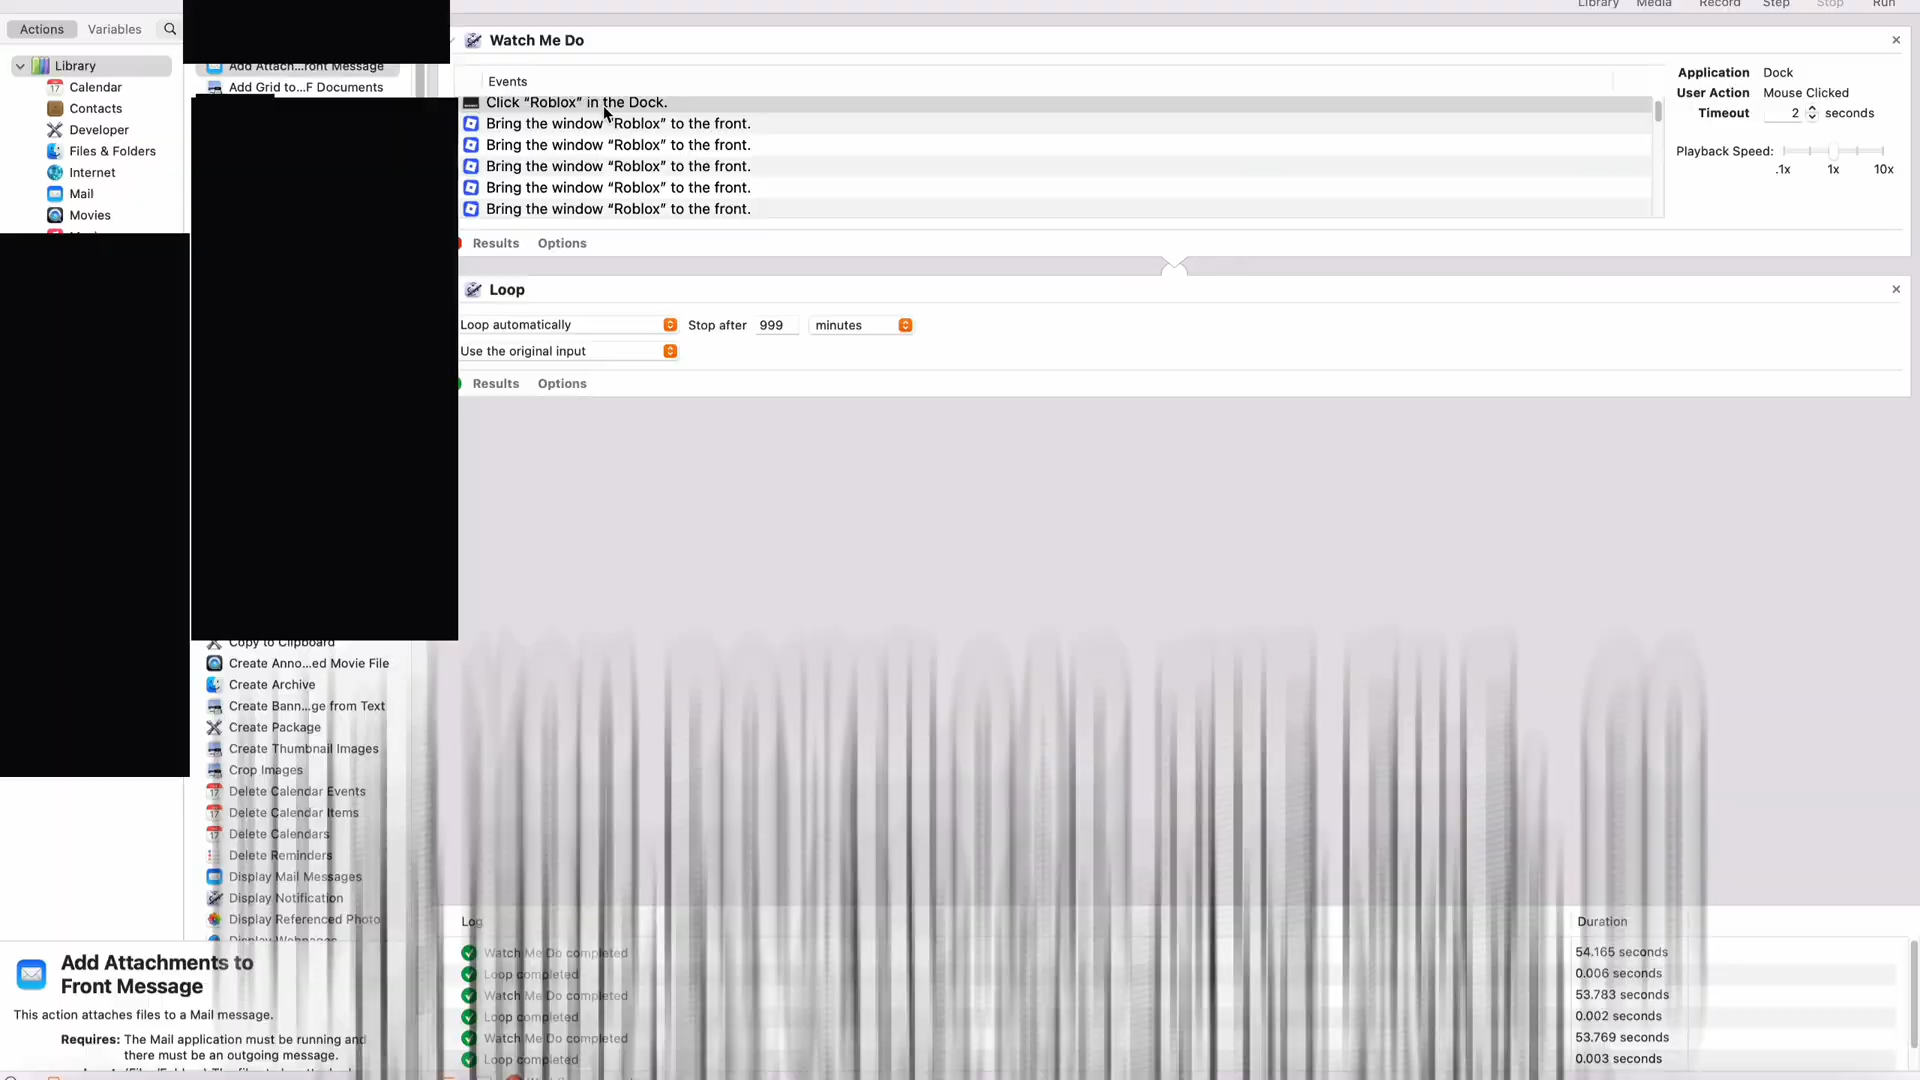 Library Media Record Step Stop Run
Actions Variables
Library
Calendar
Contacts
Developer
Files & Folders
Internet
Mail
Movies
Add Attach...ront Message
Add Grid to...F Documents
Copy to Clipboard
Create Anno...ed Movie File
Create Archive
Create Bann...ge from Text
Create Package
Create Thumbnail Images
Crop Images
Delete Calendar Events
Delete Calendar Items
Delete Calendars
Delete Reminders
Display Mail Messages
Display Notification
Display Referenced Photo
Display Webpages
Add Attachments to
Front Message
This action attaches files to a Mail message.
Requires: The Mail application must be running and
there must be an outgoing message.
Watch Me Do
Events
Click “Roblox” in the Dock.
Bring the window “Roblox” to the front.
Bring the window “Roblox” to the front.
Bring the window “Roblox” to the front.
Bring the window “Roblox” to the front.
Bring the window “Roblox” to the front.
Application Dock
User Action Mouse Clicked
Timeout 2 seconds
Playback Speed:
.1x 1x 10x
Results Options
Loop
Loop automatically Stop after 999 minutes
Use the original input
Results Options
Log Duration
Watch Me Do completed 54.165 seconds
Loop completed 0.006 seconds
Watch Me Do completed 53.783 seconds
Loop completed 0.002 seconds
Watch Me Do completed 53.769 seconds
Loop completed 0.003 seconds